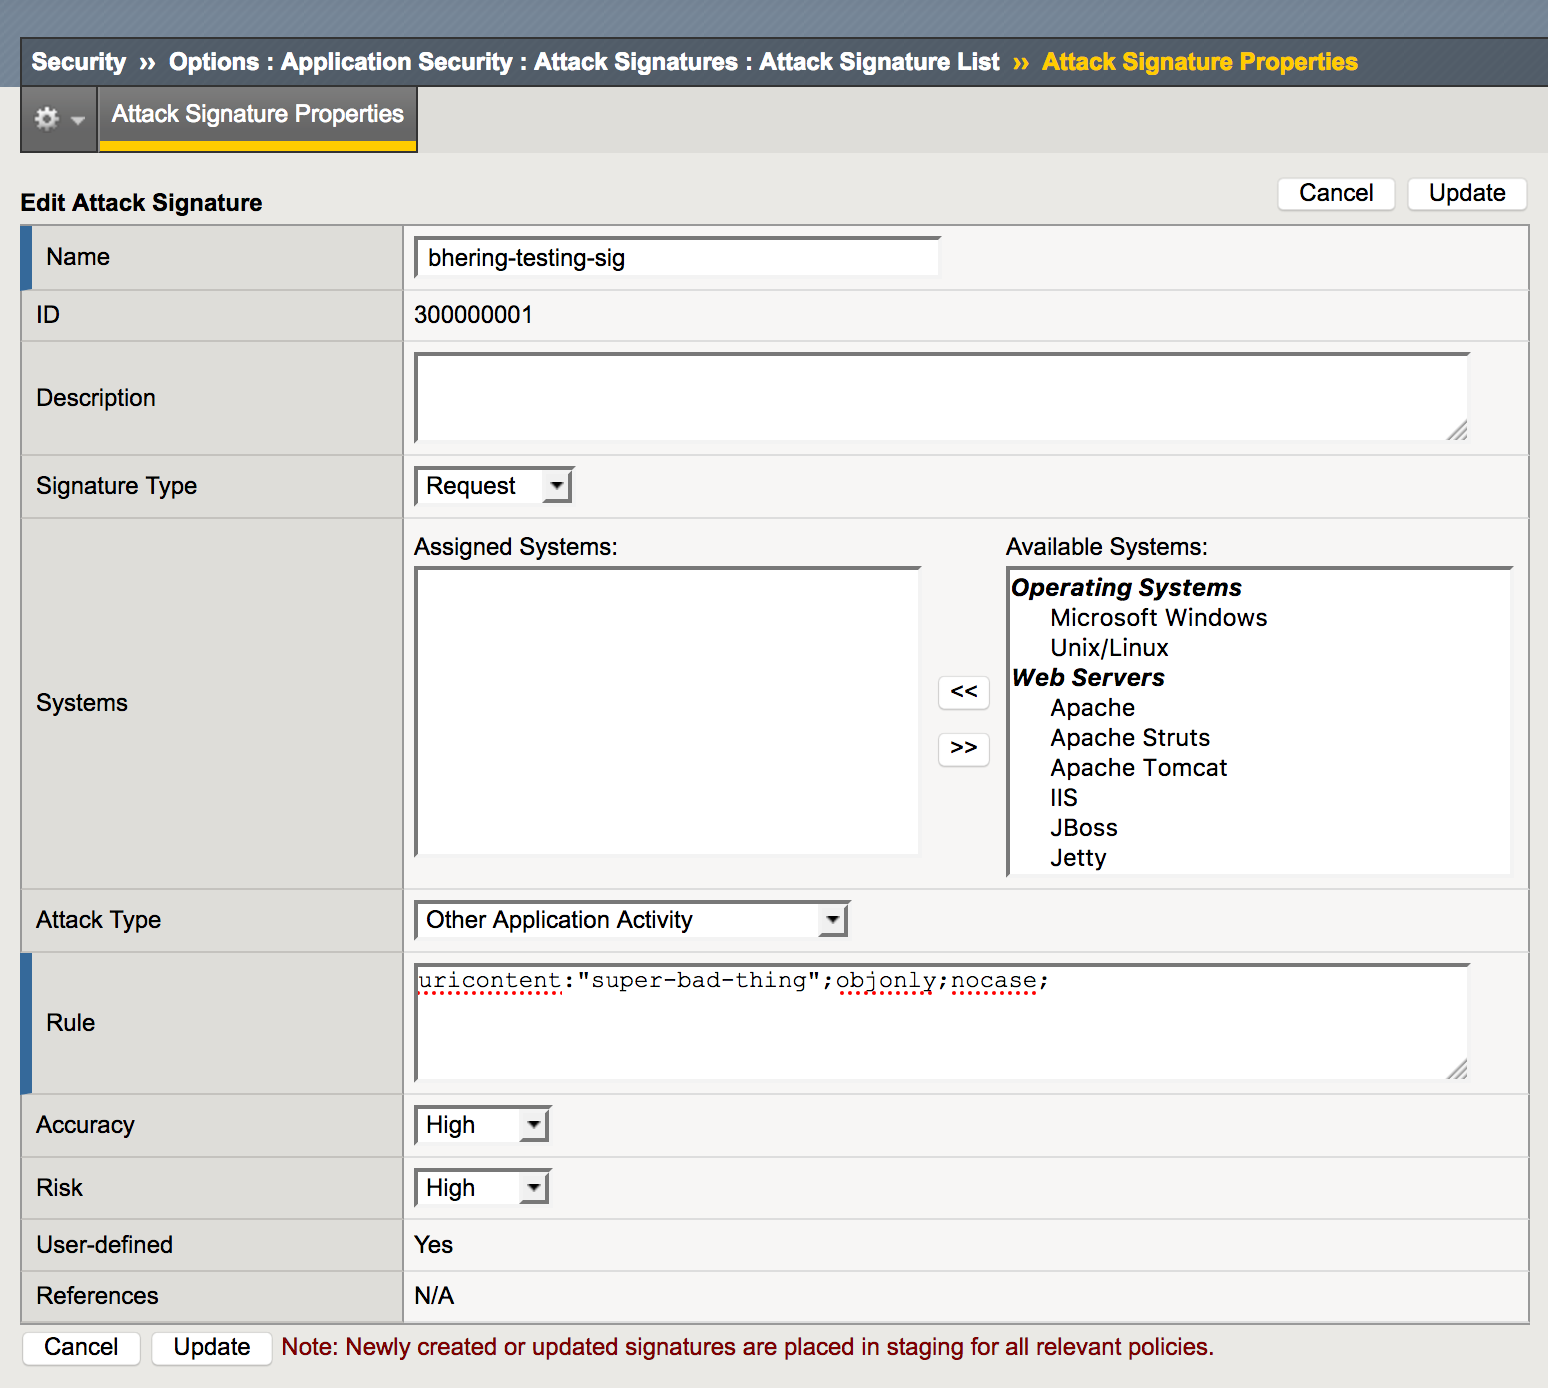 Security ›› Options : Application Security : Attack Signatures : Attack Signature List ›› Attack Signature Properties
Attack Signature Properties
Edit Attack Signature
Cancel Update
Name bhering-testing-sig
ID 300000001
Description
Signature Type Request
Assigned Systems: Available Systems:
Operating Systems
Microsoft Windows
Unix/Linux
Web Servers
Systems <<
Apache
Apache Struts
>>
Apache Tomcat
IIS
JBoss
Jetty
Attack Type Other Application Activity
uricontent:"super-bad-thing";objonly;nocase;
Rule
Accuracy High
Risk High
User-defined Yes
References N/A
Cancel Update Note: Newly created or updated signatures are placed in staging for all relevant policies.